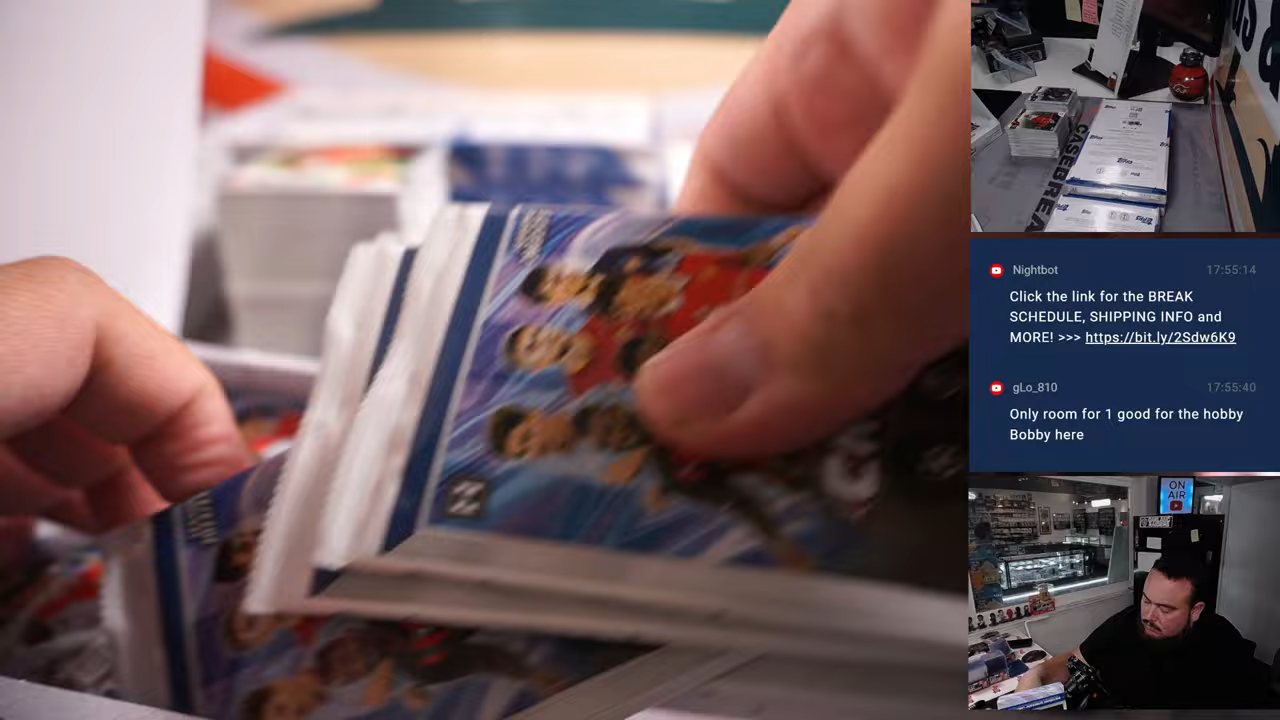 CASEBREA
Nightbot 17:55:14
Click the link for the BREAK
SCHEDULE, SHIPPING INFO and
MORE! >>> https://bit.ly/2Sdw6K9
gLo_810 17:55:40
Only room for 1 good for the hobby
Bobby here
ON
AIR